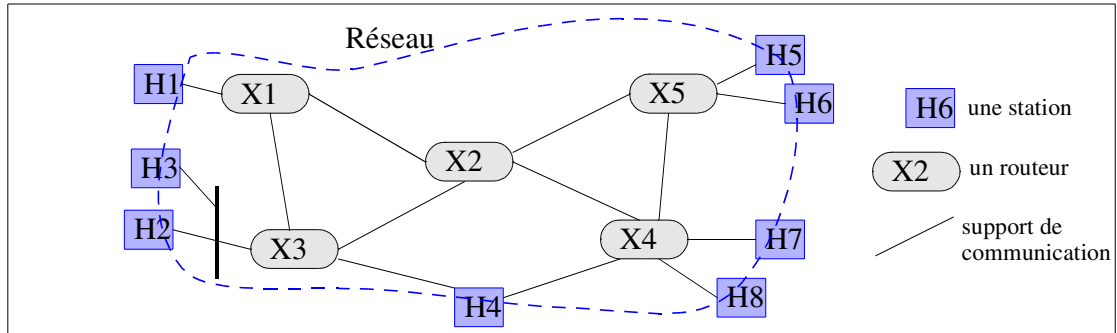 Réseau
H1
X1
X5
H5
H6
H3
X2
H2
X3
X4
H7
H4
H8
H6 une station
X2 un routeur
support de
communication